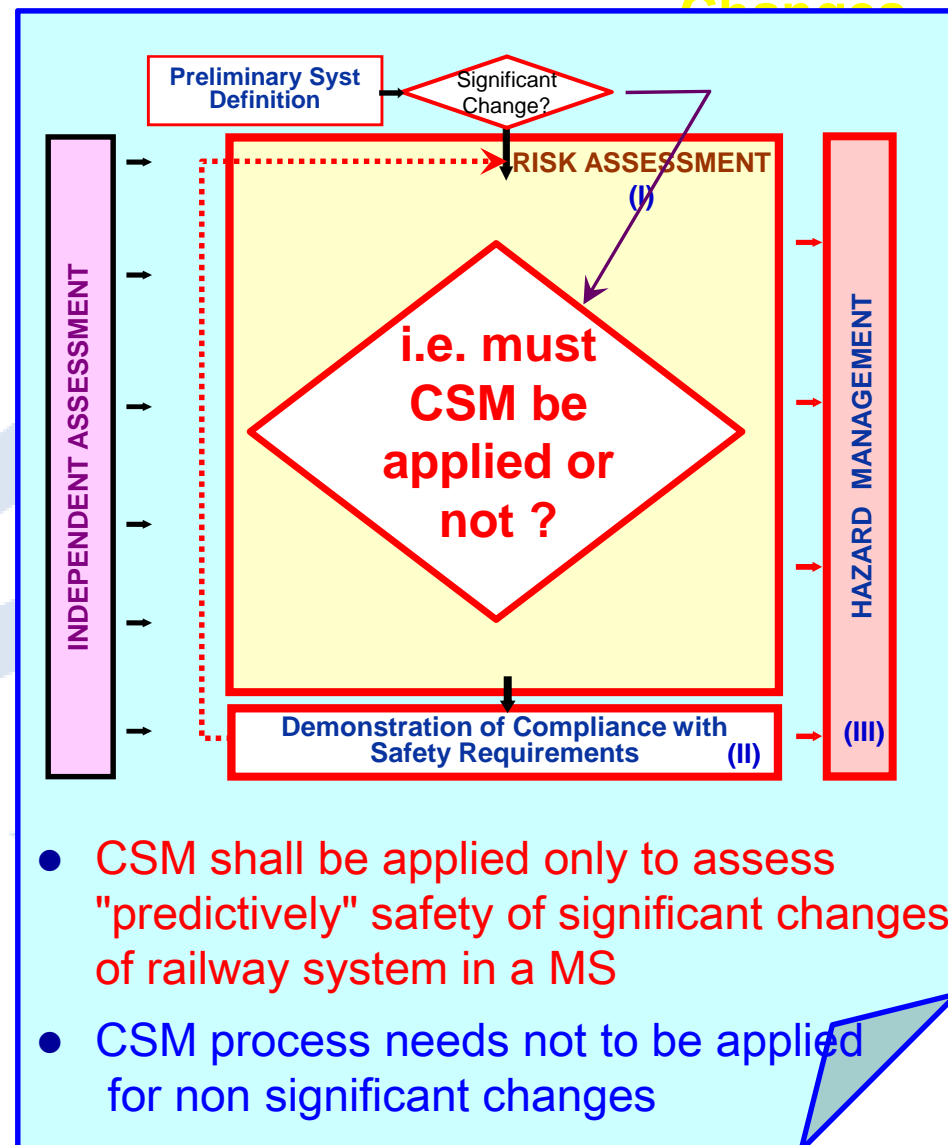 Changes
Preliminary Syst
Definition
Significant
Change?
RISK ASSESSMENT
(I)
INDEPENDENT ASSESSMENT
i.e. must
CSM be
applied or
not ?
HAZARD MANAGEMENT
(III)
Demonstration of Compliance with
Safety Requirements (II)
● CSM shall be applied only to assess
"predictively" safety of significant changes
of railway system in a MS
● CSM process needs not to be applied
for non significant changes